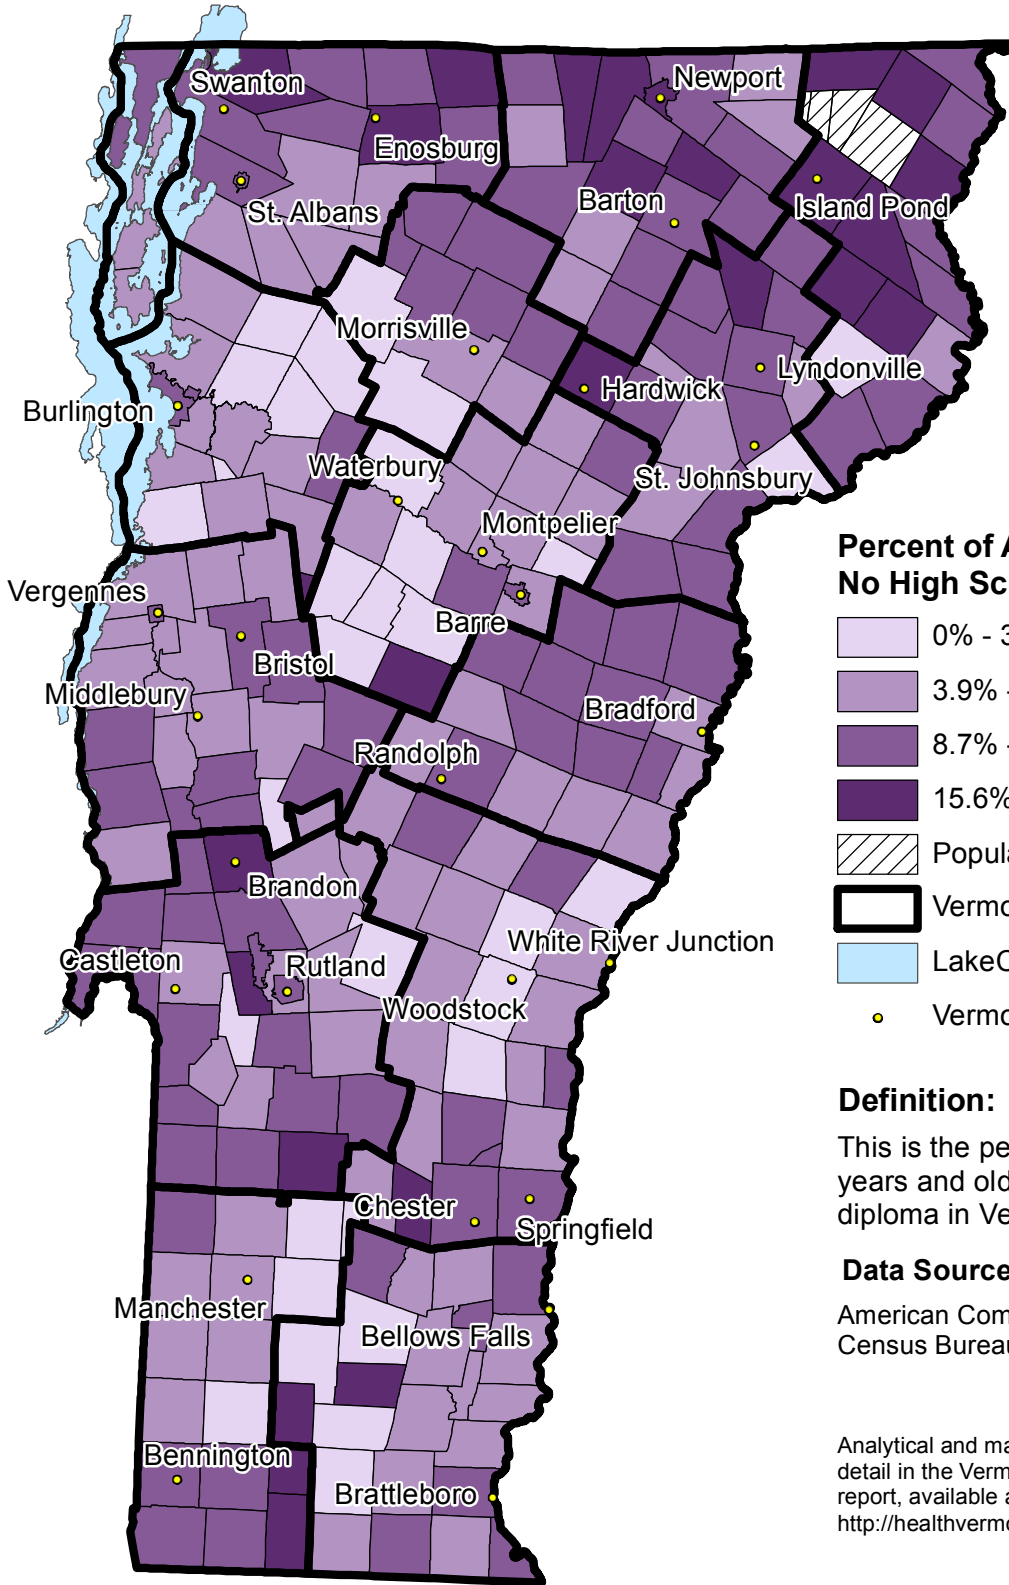 Swanton
Newport
Enosburg
St. Albans
Barton
Island Pond
Morrisville
Hardwick
Lyndonville
Burlington
Waterbury
St. Johnsbury
Montpelier
Vergennes
Barre
Bristol
Middlebury
Bradford
Randolph
Brandon
White River Junction
Castleton
Rutland
Woodstock
Chester
Springfield
Manchester
Bellows Falls
Bennington
Brattleboro
Percent of
No High Sc
0% - 3
3.9% -
8.7% -
15.6%
Popula
Vermo
LakeC
Vermo
Definition:
This is the pe
years and old
diploma in Ve
Data Source
American Com
Census Bureau
Analytical and ma
detail in the Verm
report, available a
http://healthvermo